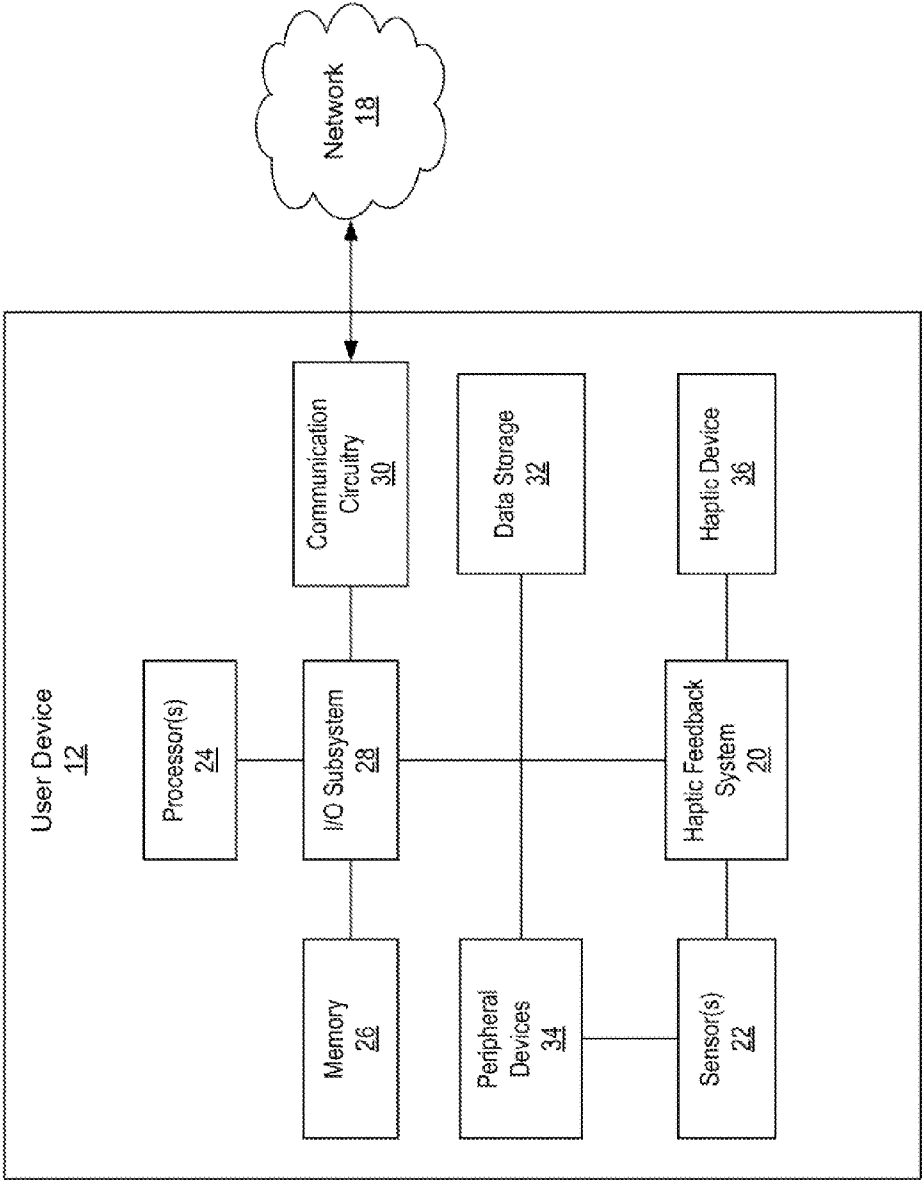 User Device
12
Processor(s)
24
Memory
26
I/O Subsystem
28
Communication
Circuitry
30
Network
18
Peripheral
Devices
34
Data Storage
32
Sensor(s)
22
Haptic Feedback
System
20
Haptic Device
36